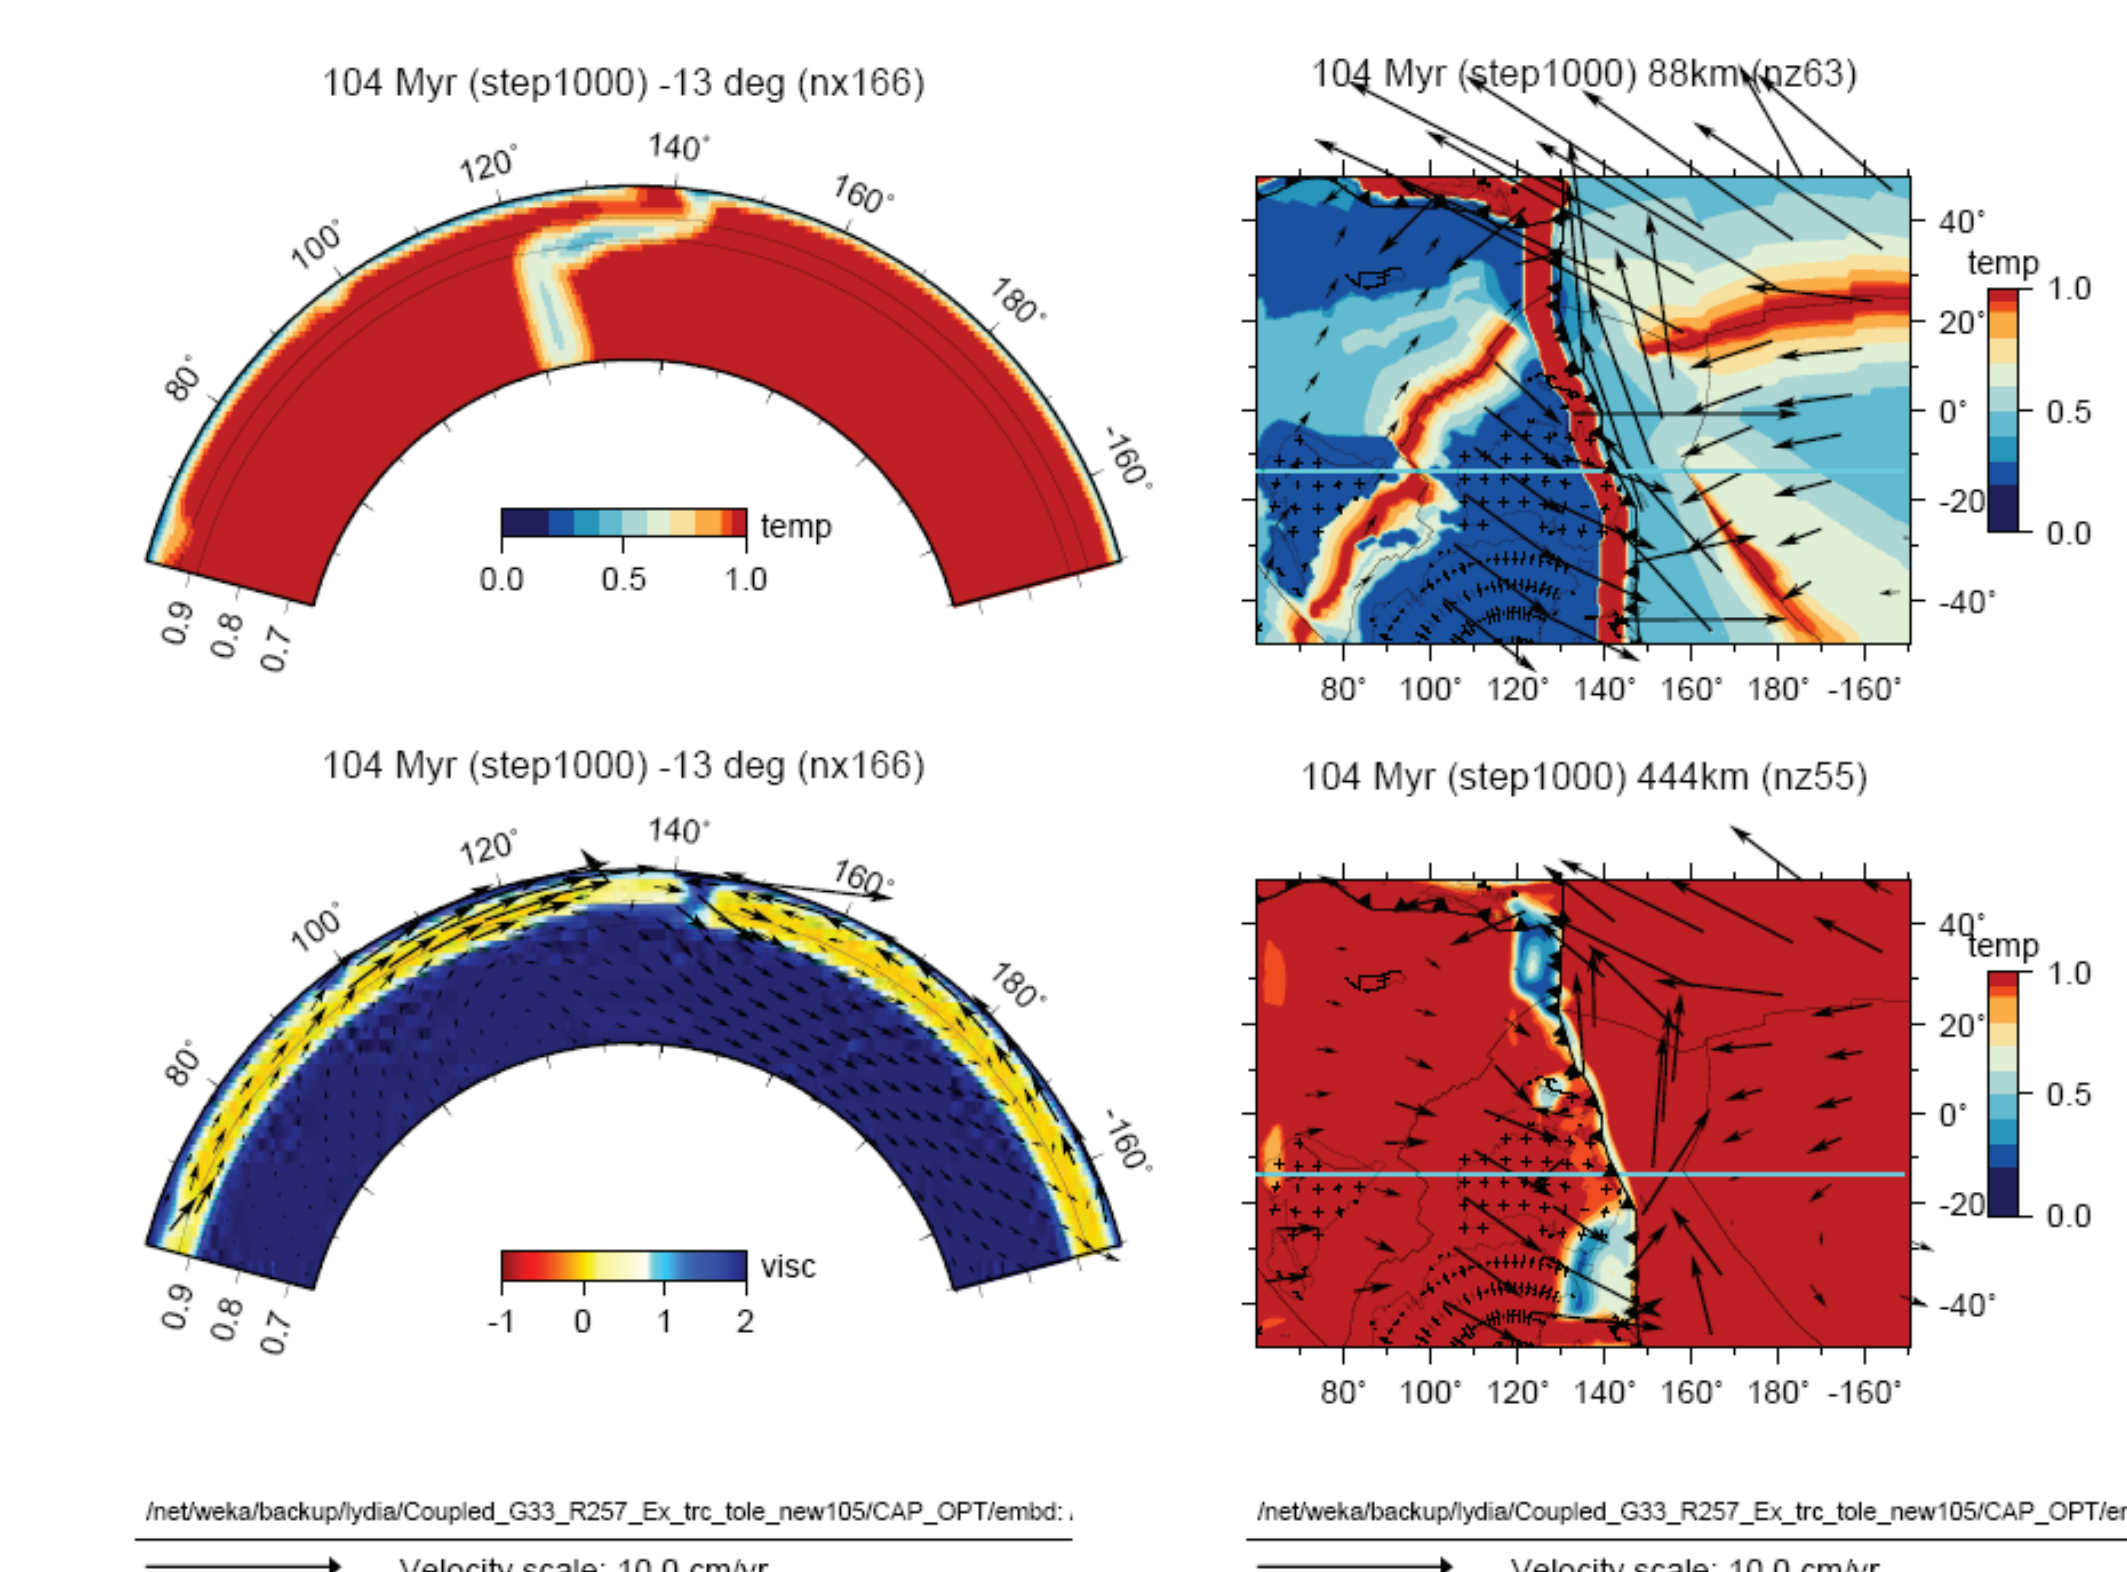 104 Myr (step1000) -13 deg (nx166)
80° 100° 120° 140° 160° 180° -160°
temp
0.0 0.5 1.0
0.9 0.8 0.7
104 Myr (step1000) 88km (nz63)
40°
20°
0°
-20
-40°
temp
1.0
0.5
0.0
80° 100° 120° 140° 160° 180° -160°
104 Myr (step1000) -13 deg (nx166)
80° 100° 120° 140° 160° 180° -160°
visc
-1 0 1 2
0.9 0.8 0.7
104 Myr (step1000) 444km (nz55)
40°
20°
0°
-20
-40°
temp
1.0
0.5
0.0
80° 100° 120° 140° 160° 180° -160°
/net/weka/backup/lydia/Coupled_G33_R257_Ex_trc_tole_new105/CAP_OPT/embd:
Velocity scale: 10.0 cm/yr
/net/weka/backup/lydia/Coupled_G33_R257_Ex_trc_tole_new105/CAP_OPT/
Velocity scale: 10.0 cm/yr